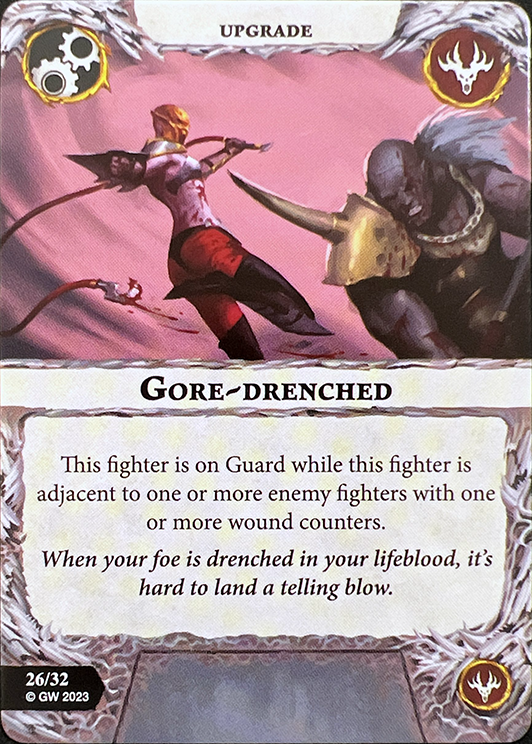 UPGRADE
GORE-DRENCHED
This fighter is on Guard while this fighter is
adjacent to one or more enemy fighters with one
or more wound counters.
When your foe is drenched in your lifeblood, it's
hard to land a telling blow.
26/32
© GW 2023